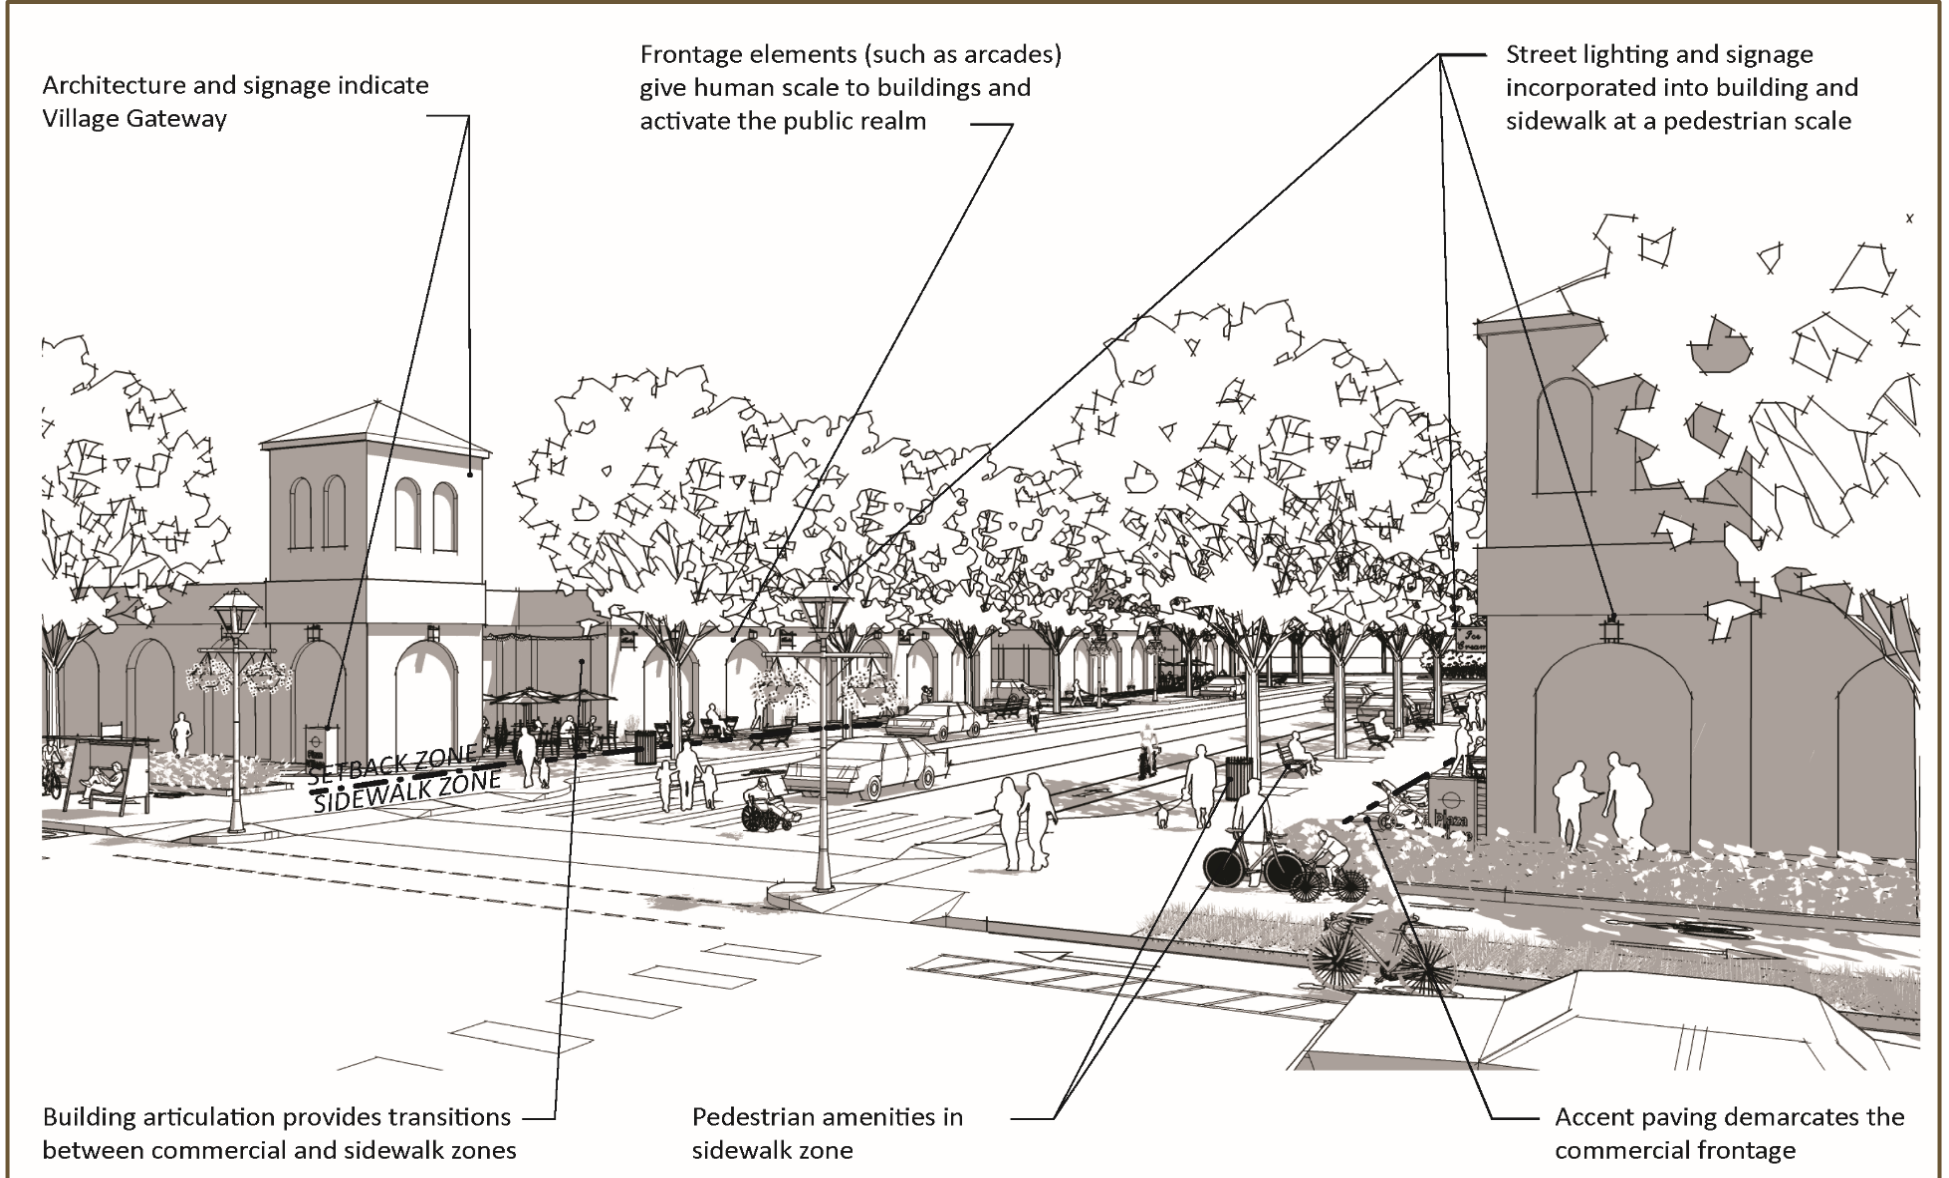 Architecture and signage indicate
Village Gateway
Frontage elements (such as arcades)
give human scale to buildings and
activate the public realm
Street lighting and signage
incorporated into building and
sidewalk at a pedestrian scale
x
Ice
Cream
SETBACK ZONE
SIDEWALK ZONE
Plaza
Building articulation provides transitions
between commercial and sidewalk zones
Pedestrian amenities in
sidewalk zone
Accent paving demarcates the
commercial frontage